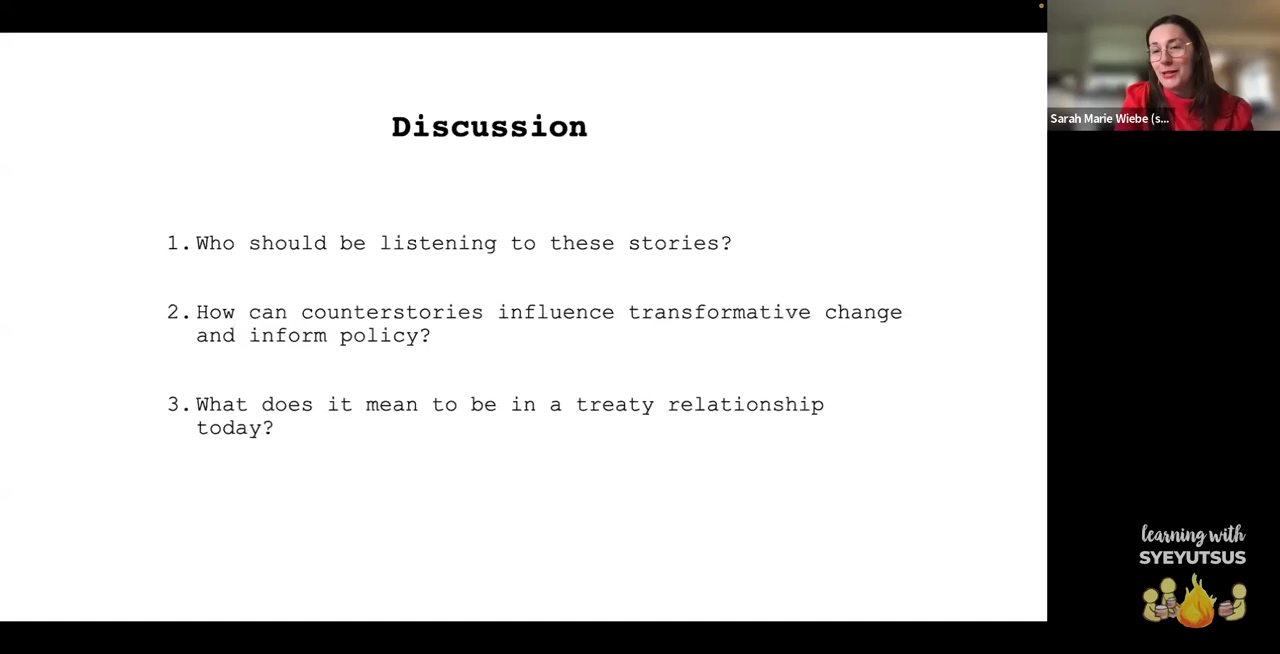 Discussion
1. Who should be listening to these stories?
2. How can counterstories influence transformative change
and inform policy?
3. What does it mean to be in a treaty relationship
today?
Sarah Marie Wiebe (s...
learning with
SYEYUTSUS